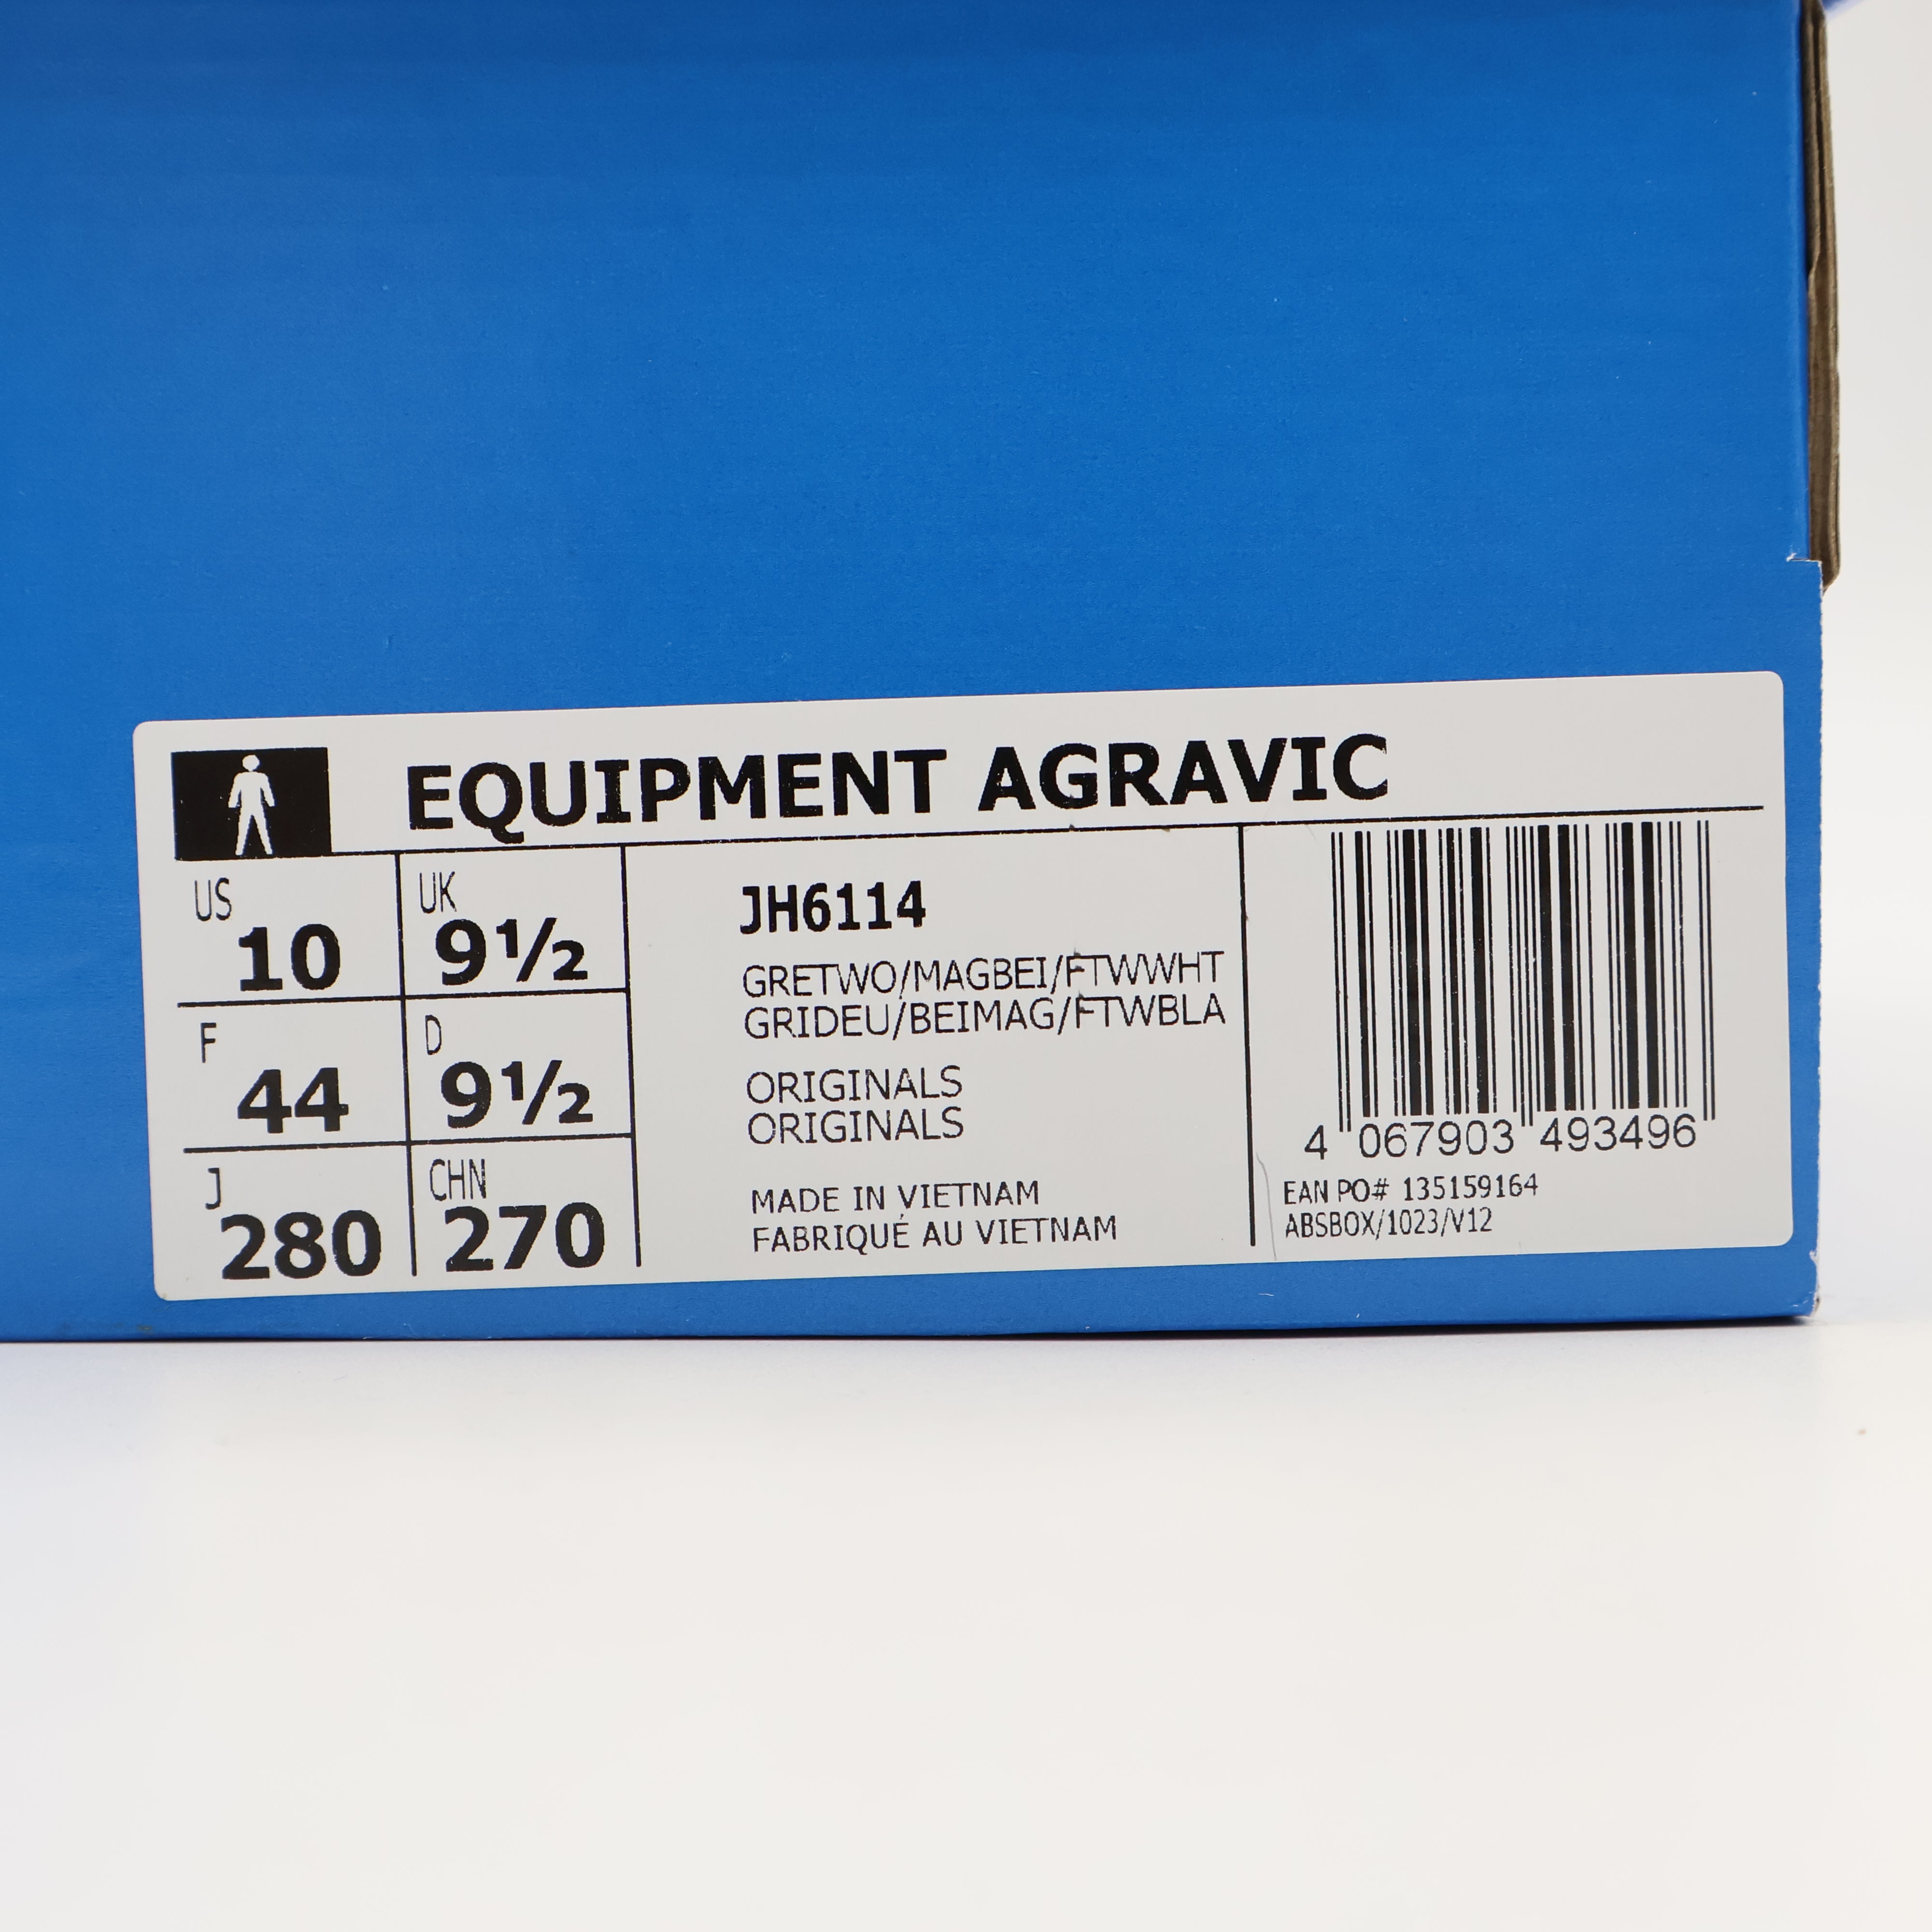 EQUIPMENT AGRAVIC
US
10
UK
9½
F
44
D
9½
J
280
CHN
270
JH6114
GRETWO/MAGBEI/FTWWHT
GRIDEU/BEIMAG/FTWBLA
ORIGINALS
ORIGINALS
MADE IN VIETNAM
FABRIQUÉ AU VIETNAM
4 067903 493496
EAN PO# 135159164
ABSBOX/1023/V12